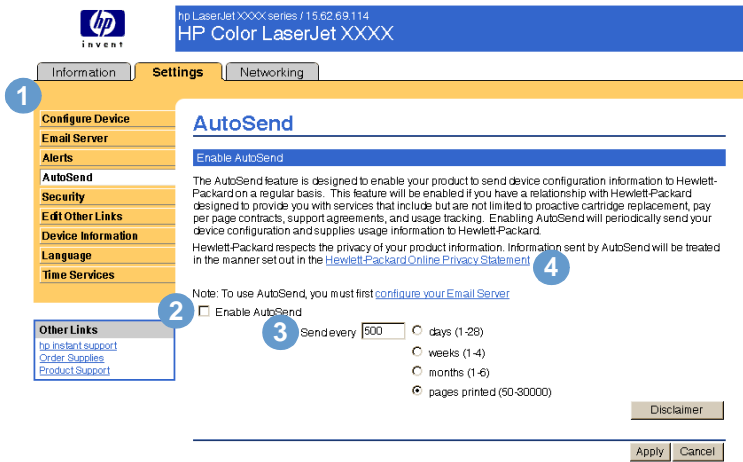 hp
invent
hp LaserJet XXXX series / 15.62.69.114
HP Color LaserJet XXXX
Information
Settings
Networking
1
Configure Device
Email Server
Alerts
AutoSend
Security
Edit Other Links
Device Information
Language
Time Services
Other Links
hp instant support
Order Supplies
Product Support
AutoSend
Enable AutoSend
The AutoSend feature is designed to enable your product to send device configuration information to Hewlett-
Packard on a regular basis. This feature will be enabled if you have a relationship with Hewlett-Packard
designed to provide you with services that include but are not limited to proactive cartridge replacement, pay
per page contracts, support agreements, and usage tracking. Enabling AutoSend will periodically send your
device configuration and supplies usage information to Hewlett-Packard.
Hewlett-Packard respects the privacy of your product information. Information sent by AutoSend will be treated
in the manner set out in the Hewlett-Packard Online Privacy Statement
4
Note: To use AutoSend, you must first configure your Email Server
2
Enable AutoSend
3
Send every 500 days (1-28)
weeks (1-4)
months (1-6)
pages printed (50-30000)
Disclaimer
Apply
Cancel